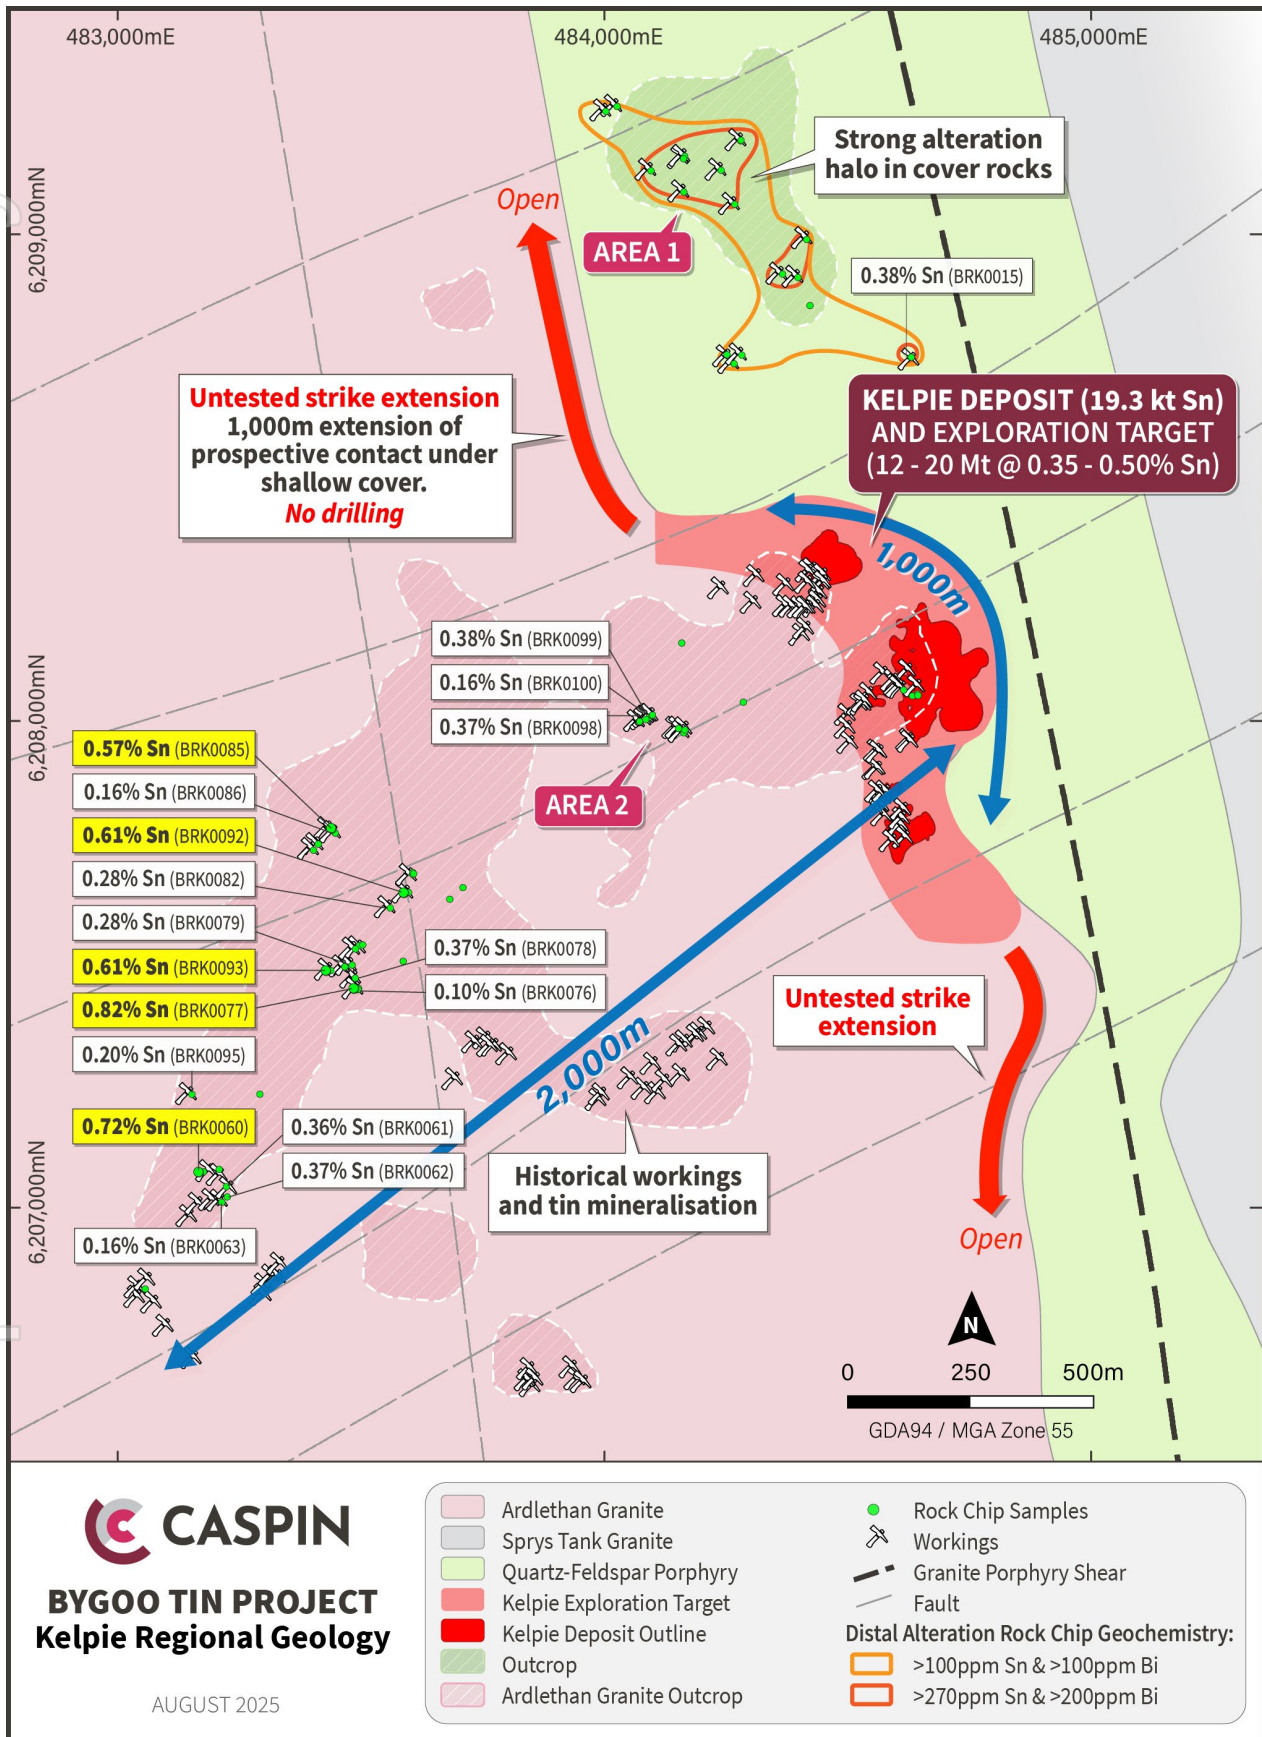 483,000mE
484,000mE
485,000mE
6,209,000mN
6,208,000mN
6,207,000mN
Strong alteration
halo in cover rocks
Open
AREA 1
0.38% Sn (BRK0015)
Untested strike extension
1,000m extension of
prospective contact under
shallow cover.
No drilling
KELPIE DEPOSIT (19.3 kt Sn)
AND EXPLORATION TARGET
(12 - 20 Mt @ 0.35 - 0.50% Sn)
1,000m
0.38% Sn (BRK0099)
0.16% Sn (BRK0100)
0.37% Sn (BRK0098)
AREA 2
0.57% Sn (BRK0085)
0.16% Sn (BRK0086)
0.61% Sn (BRK0092)
0.28% Sn (BRK0082)
0.28% Sn (BRK0079)
0.61% Sn (BRK0093)
0.82% Sn (BRK0077)
0.20% Sn (BRK0095)
0.72% Sn (BRK0060)
0.37% Sn (BRK0078)
0.10% Sn (BRK0076)
0.36% Sn (BRK0061)
0.37% Sn (BRK0062)
0.16% Sn (BRK0063)
2,000m
Untested strike
extension
Historical workings
and tin mineralisation
Open
N
0 250 500m
GDA94 / MGA Zone 55
CASPIN
BYGOO TIN PROJECT
Kelpie Regional Geology
AUGUST 2025
Ardlethan Granite
Sprys Tank Granite
Quartz-Feldspar Porphyry
Kelpie Exploration Target
Kelpie Deposit Outline
Outcrop
Ardlethan Granite Outcrop
Rock Chip Samples
Workings
Granite Porphyry Shear
Fault
Distal Alteration Rock Chip Geochemistry:
>100ppm Sn & >100ppm Bi
>270ppm Sn & >200ppm Bi